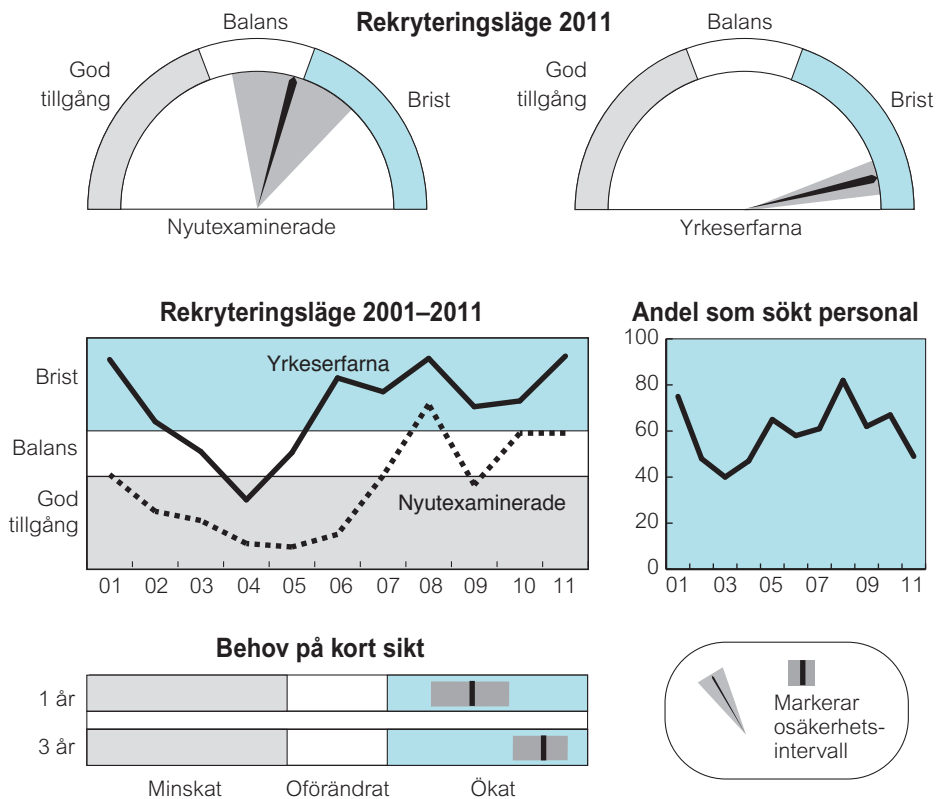 Rekryteringsläge 2011
Balans
God
tillgång
Brist
Nyutexaminerade
Balans
God
tillgång
Brist
Yrkeserfarna
Rekryteringsläge 2001–2011
Brist
Balans
God
tillgång
Yrkeserfarna
Nyutexaminerade
01 02 03 04 05 06 07 08 09 10 11
Andel som sökt personal
100
80
60
40
20
0
01 03 05 07 09 11
Behov på kort sikt
1 år
3 år
Minskat Oförändrat Ökat
Markerar
osäkerhets-
intervall